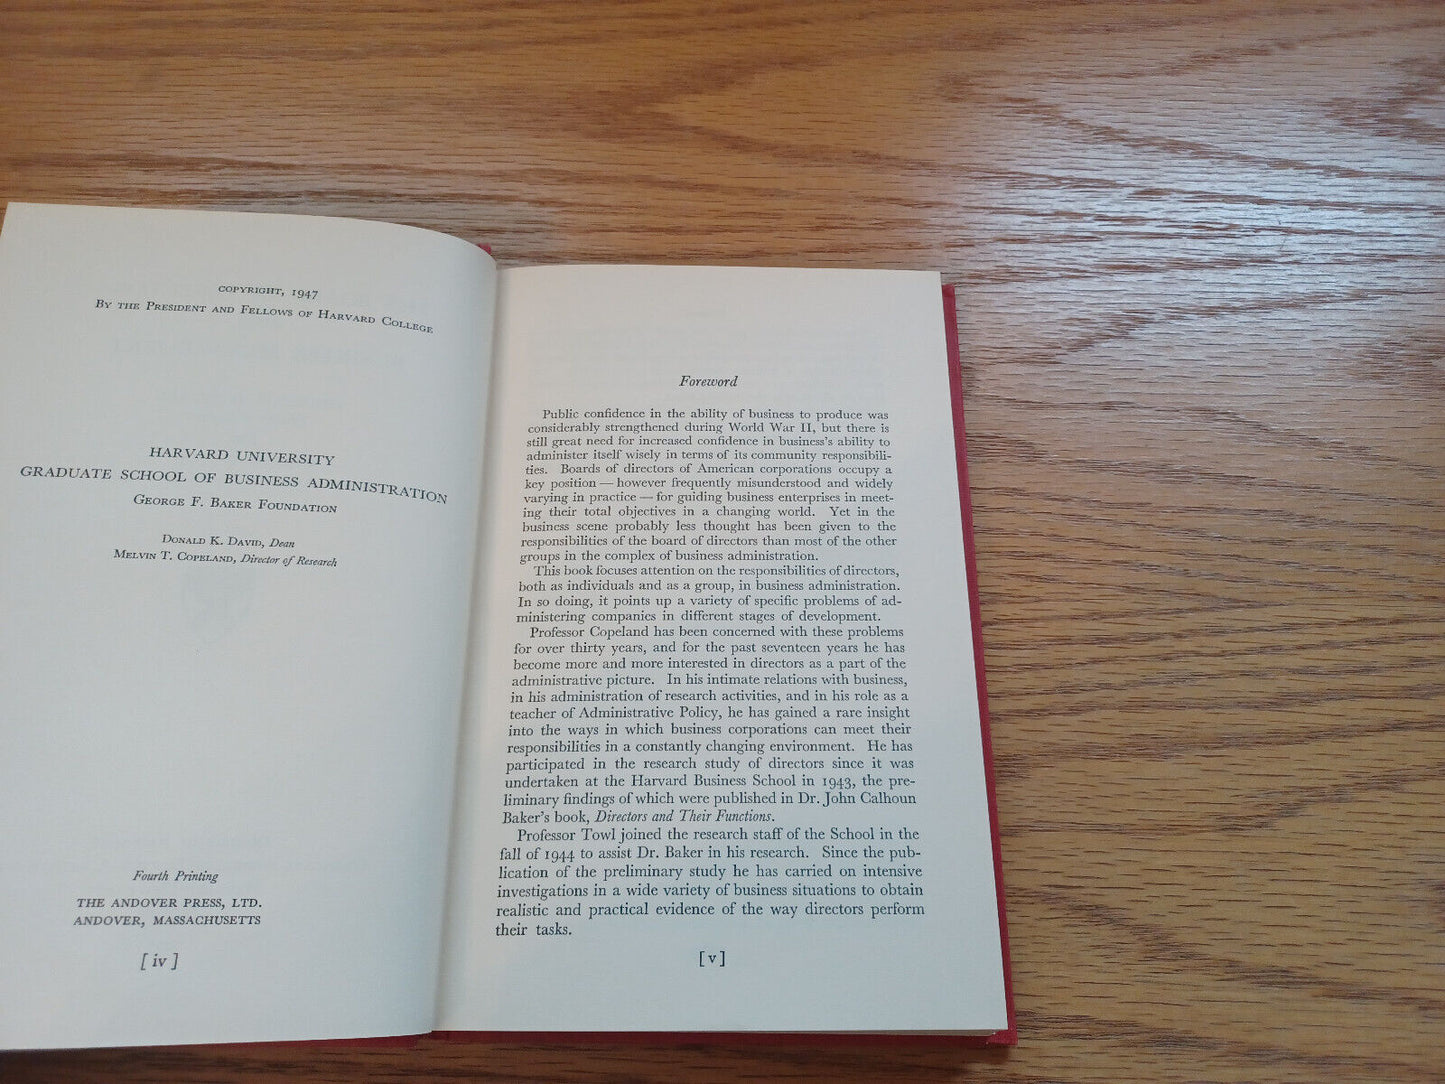 COPYRIGHT, 1947
BY THE PRESIDENT AND FELLOWS OF HARVARD COLLEGE
HARVARD UNIVERSITY
GRADUATE SCHOOL OF BUSINESS ADMINISTRATION
GEORGE F. BAKER FOUNDATION
DONALD K. DAVID, Dean
MELVIN T. COPELAND, Director of Research
Fourth Printing
THE ANDOVER PRESS, LTD.
ANDOVER, MASSACHUSETTS
[ iv ]
Foreword
Public confidence in the ability of business to produce was
considerably strengthened during World War II, but there is
still great need for increased confidence in business's ability to
administer itself wisely in terms of its community responsibili-
ties. Boards of directors of American corporations occupy a
key position — however frequently misunderstood and widely
varying in practice — for guiding business enterprises in meet-
ing their total objectives in a changing world. Yet in the
business scene probably less thought has been given to the
responsibilities of the board of directors than most of the other
groups in the complex of business administration.
This book focuses attention on the responsibilities of directors,
both as individuals and as a group, in business administration.
In so doing, it points up a variety of specific problems of ad-
ministering companies in different stages of development.
Professor Copeland has been concerned with these problems
for over thirty years, and for the past seventeen years he has
become more and more interested in directors as a part of the
administrative picture. In his intimate relations with business,
in his administration of research activities, and in his role as a
teacher of Administrative Policy, he has gained a rare insight
into the ways in which business corporations can meet their
responsibilities in a constantly changing environment. He has
participated in the research study of directors since it was
undertaken at the Harvard Business School in 1943, the pre-
liminary findings of which were published in Dr. John Calhoun
Baker's book, Directors and Their Functions.
Professor Towl joined the research staff of the School in the
fall of 1944 to assist Dr. Baker in his research. Since the pub-
lication of the preliminary study he has carried on intensive
investigations in a wide variety of business situations to obtain
realistic and practical evidence of the way directors perform
their tasks.
[ v ]